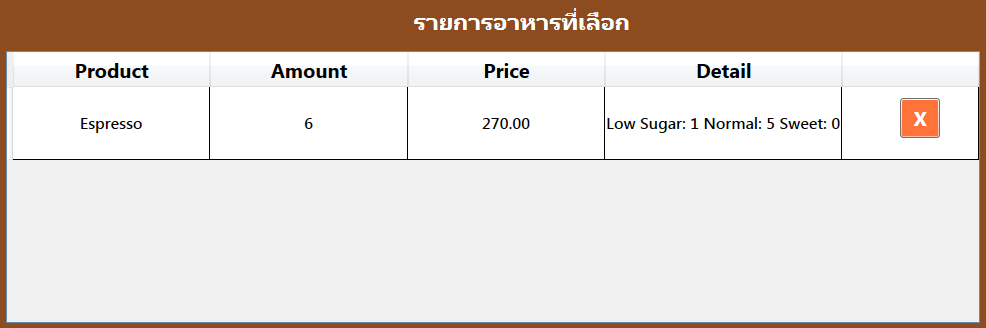 รายการอาหารที่เลือก
Product Amount Price Detail
Espresso 6 270.00 Low Sugar: 1 Normal: 5 Sweet: 0 X